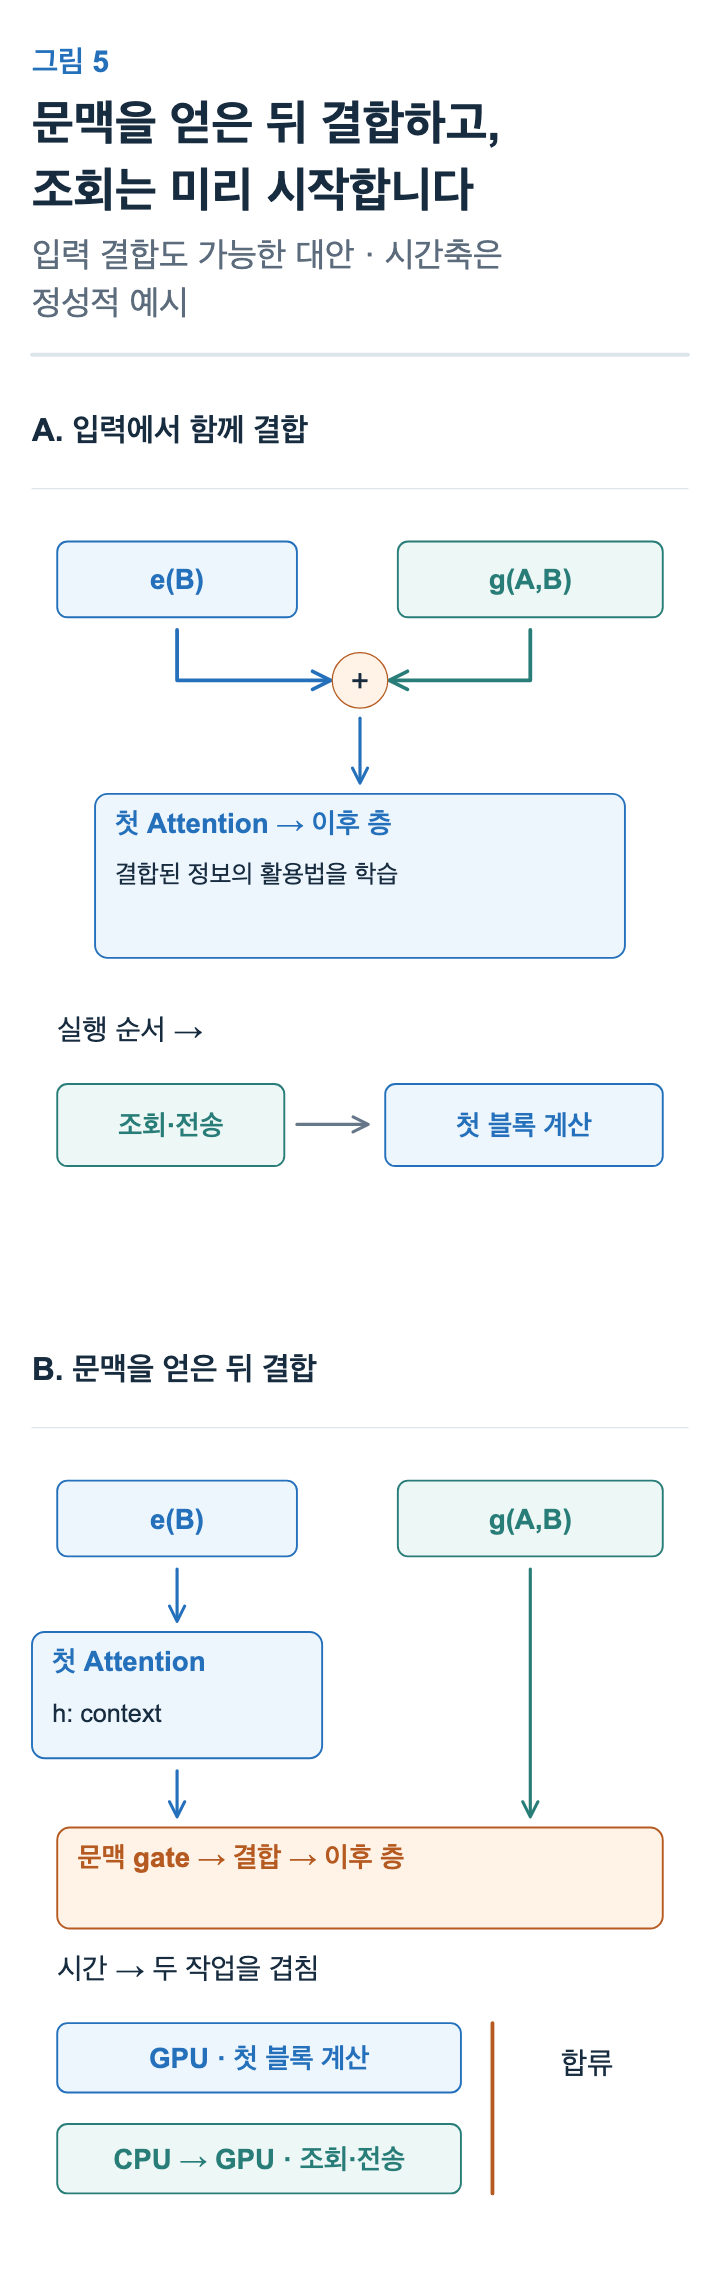 그림 5
문맥을 얻은 뒤 결합하고,
조회는 미리 시작합니다
입력 결합도 가능한 대안 · 시간축은
정성적 예시
A. 입력에서 함께 결합
e(B)
g(A,B)
+
첫 Attention → 이후 층
결합된 정보의 활용법을 학습
실행 순서 →
조회·전송
첫 블록 계산
B. 문맥을 얻은 뒤 결합
e(B)
g(A,B)
첫 Attention
h: context
문맥 gate → 결합 → 이후 층
시간 → 두 작업을 겹침
GPU · 첫 블록 계산
합류
CPU → GPU · 조회·전송